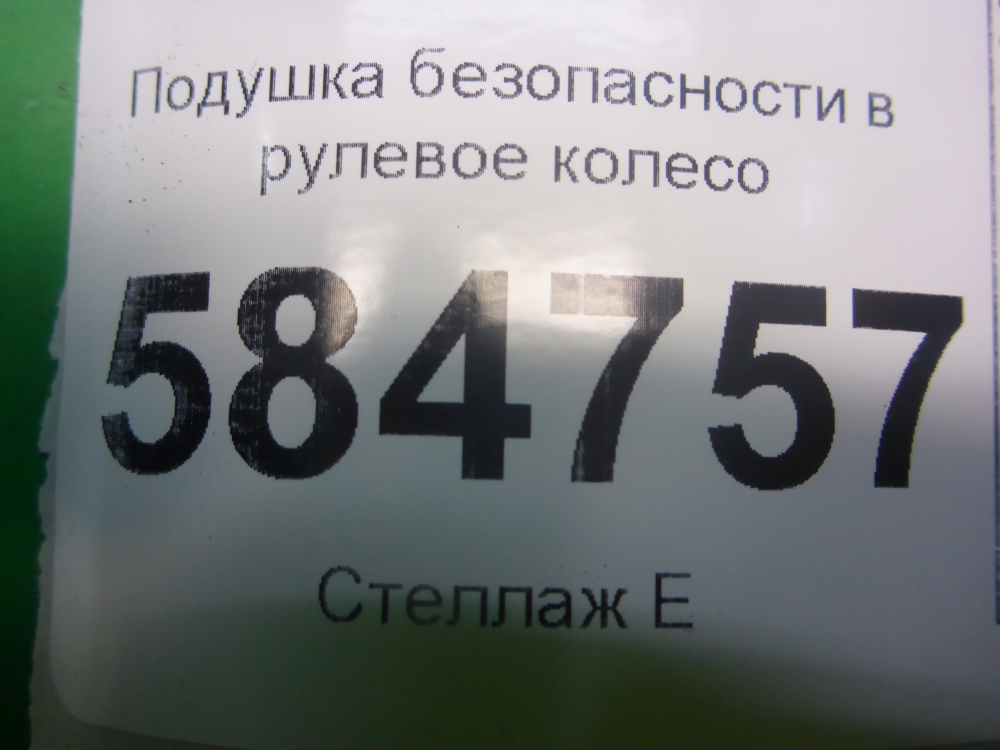 Подушка безопасности в
рулевое колесо
584757
Стеллаж Е